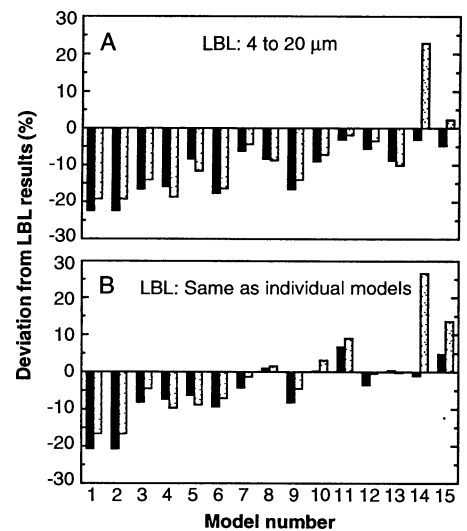 Deviation from LBL results (%)
A
LBL: 4 to 20 μm
30
20
10
0
-10
-20
-30
B
LBL: Same as individual models
30
20
10
0
-10
-20
-30
1 2 3 4 5 6 7 8 9 10 11 12 13 14 15
Model number